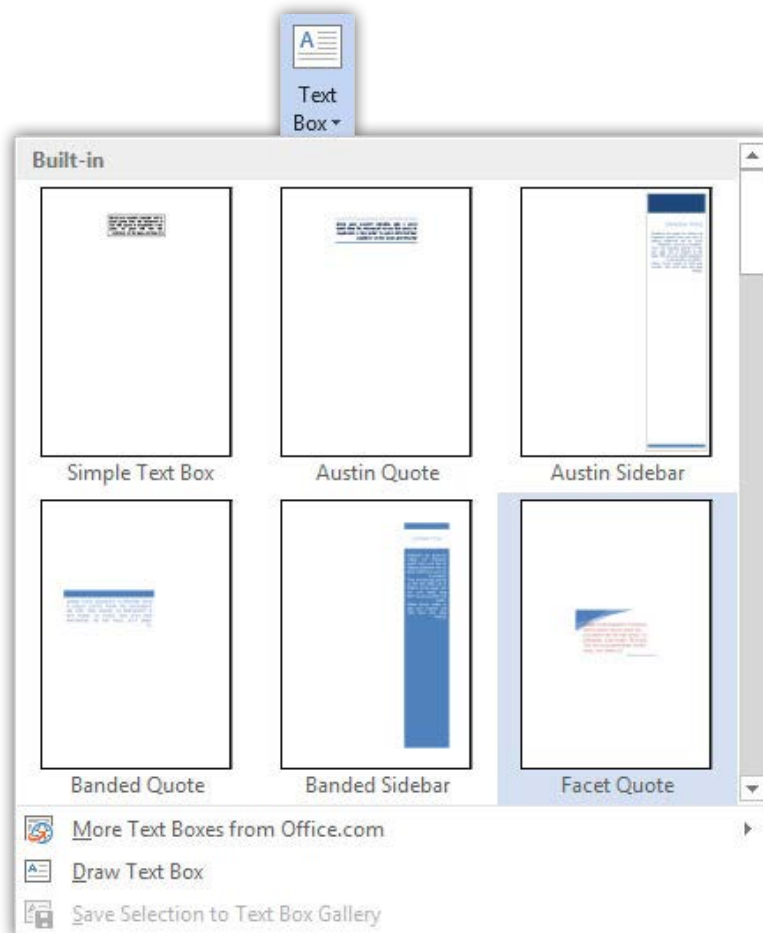 Text
Box
Built-in
Simple Text Box
Austin Quote
Austin Sidebar
Banded Quote
Banded Sidebar
Facet Quote
More Text Boxes from Office.com
Draw Text Box
Save Selection to Text Box Gallery